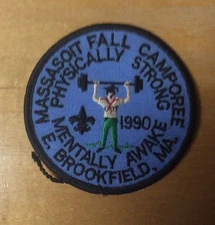 MASSASOIT FALL CAMPOREE
PHYSICALLY STRONG
1990
MENTALLY AWAKE
E. BROOKFIELD, MA.